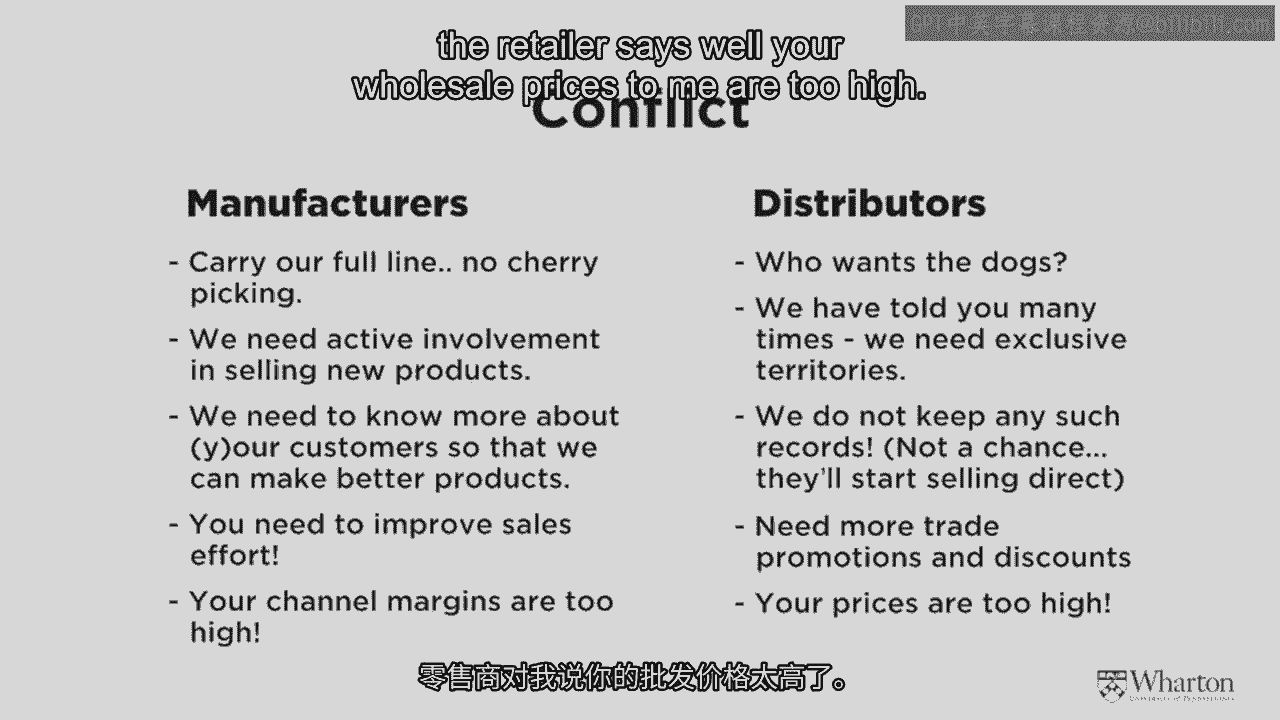 the retailer says well your
wholesale prices to me are too high.
Conflict
Manufacturers
- Carry our full line.. no cherry
picking.
- We need active involvement
in selling new products.
- We need to know more about
(y)our customers so that we
can make better products.
- You need to improve sales
effort!
- Your channel margins are too
high!
Distributors
- Who wants the dogs?
- We have told you many
times - we need exclusive
territories.
- We do not keep any such
records! (Not a chance...
they'll start selling direct)
- Need more trade
promotions and discounts
- Your prices are too high!
零售商对我说你的批发价格太高了。
Wharton
UNIVERSITY of PENNSYLVANIA